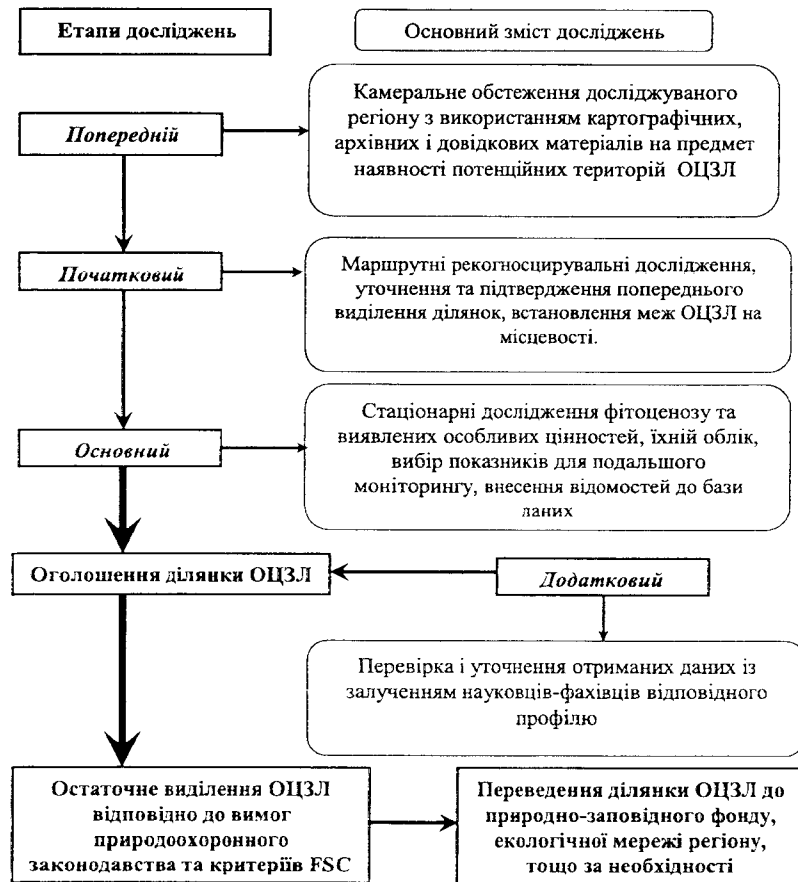 Етапи досліджень
Основний зміст досліджень
Попередній
Камеральне обстеження досліджуваного
регіону з використанням картографічних,
архівних і довідкових матеріалів на предмет
наявності потенційних територій ОЦЗЛ
Початковий
Маршрутні рекогносцирувальні дослідження,
уточнення та підтвердження попереднього
виділення ділянок, встановлення меж ОЦЗЛ на
місцевості.
Основний
Стаціонарні дослідження фітоценозу та
виявлених особливих цінностей, їхній облік,
вибір показників для подальшого
моніторингу, внесення відомостей до бази
даних
Оголошення ділянки ОЦЗЛ
Додатковий
Перевірка і уточнення отриманих даних із
залученням науковців-фахівців відповідного
профілю
Остаточне виділення ОЦЗЛ
відповідно до вимог
природоохоронного
законодавства та критеріїв FSC
Переведення ділянки ОЦЗЛ до
природно-заповідного фонду,
екологічної мережі регіону,
тощо за необхідності